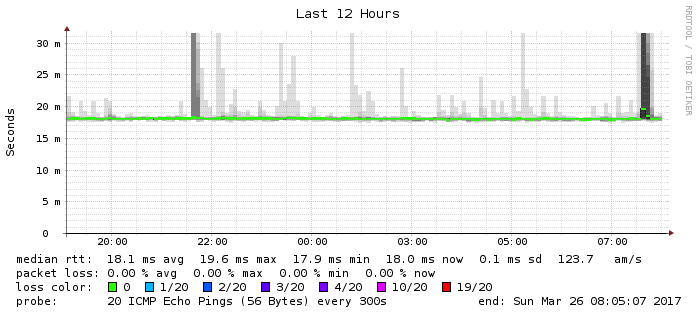 Last 12 Hours
RRDTOOL / TOBI OETIKER
Seconds
30 m
25 m
20 m
15 m
10 m
5 m
0
20:00 22:00 00:00 03:00 05:00 07:00
median rtt: 18.1 ms avg 19.6 ms max 17.9 ms min 18.0 ms now 0.1 ms sd 123.7 am/s
packet loss: 0.00 % avg 0.00 % max 0.00 % min 0.00 % now
loss color: 0 1/20 2/20 3/20 4/20 10/20 19/20
probe: 20 ICMP Echo Pings (56 Bytes) every 300s end: Sun Mar 26 08:05:07 2017